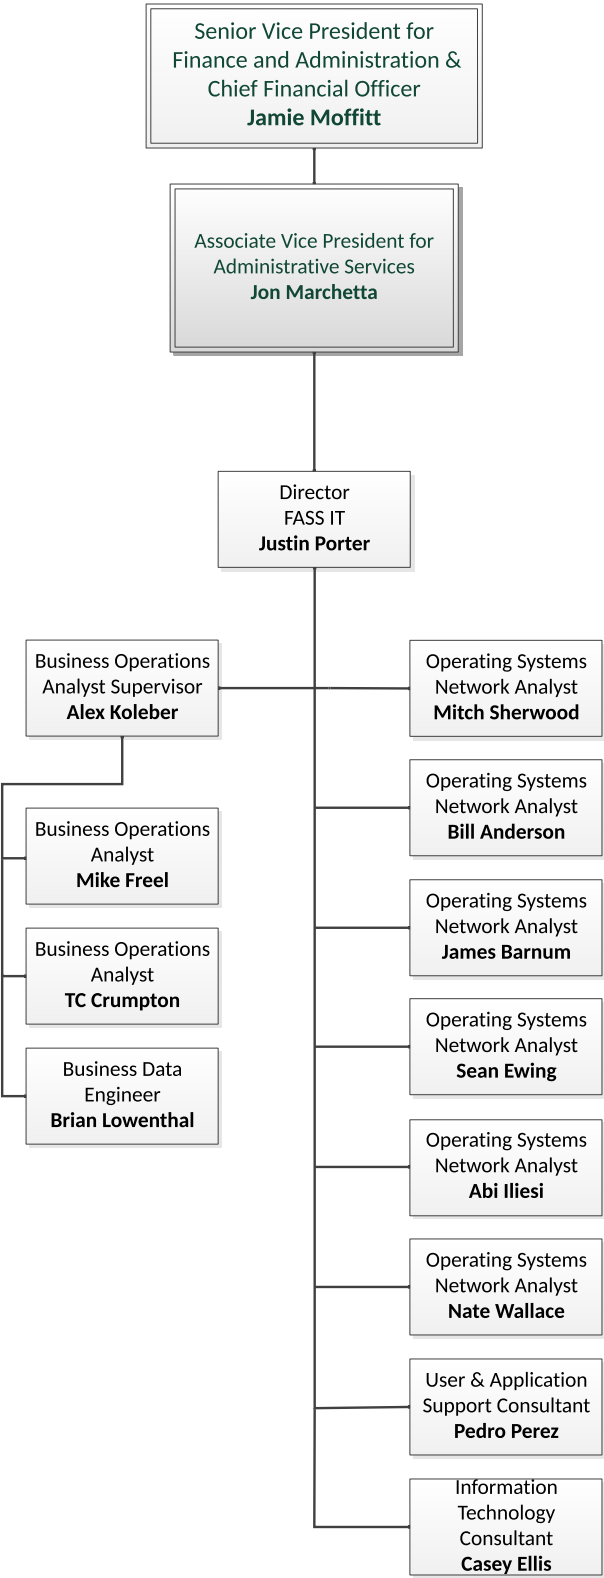 Senior Vice President for
Finance and Administration &
Chief Financial Officer
Jamie Moffitt
Associate Vice President for
Administrative Services
Jon Marchetta
Director
FASS IT
Justin Porter
Business Operations
Analyst Supervisor
Alex Koleber
Business Operations
Analyst
Mike Freel
Business Operations
Analyst
TC Crumpton
Business Data
Engineer
Brian Lowenthal
Operating Systems
Network Analyst
Mitch Sherwood
Operating Systems
Network Analyst
Bill Anderson
Operating Systems
Network Analyst
James Barnum
Operating Systems
Network Analyst
Sean Ewing
Operating Systems
Network Analyst
Abi Iliesi
Operating Systems
Network Analyst
Nate Wallace
User & Application
Support Consultant
Pedro Perez
Information
Technology
Consultant
Casey Ellis